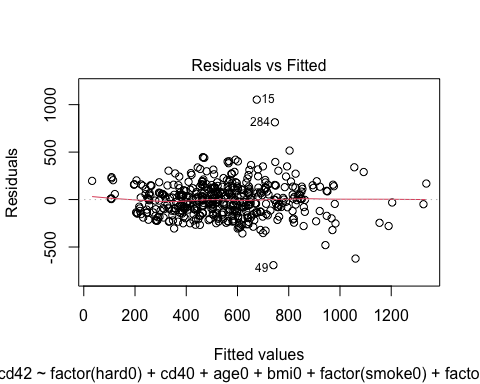 Residuals vs Fitted
1000
500
0
-500
Residuals
15
284
49
0 200 400 600 800 1000 1200
Fitted values
cd42 ~ factor(hard0) + cd40 + age0 + bmi0 + factor(smoke0) + facto